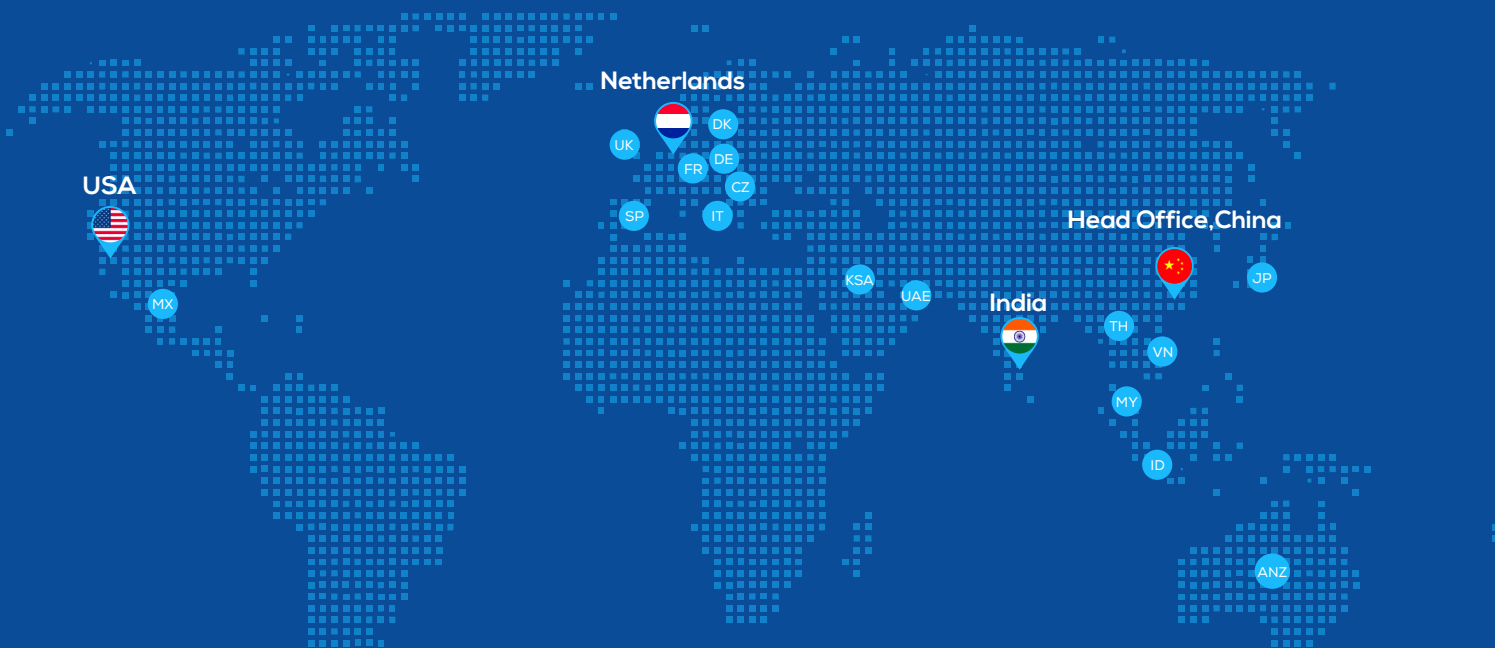 Netherlands
DK
UK
DE
FR
CZ
USA
SP
IT
Head Office,China
KSA
JP
UAE
MX
India
TH
VN
MY
ID
ANZ